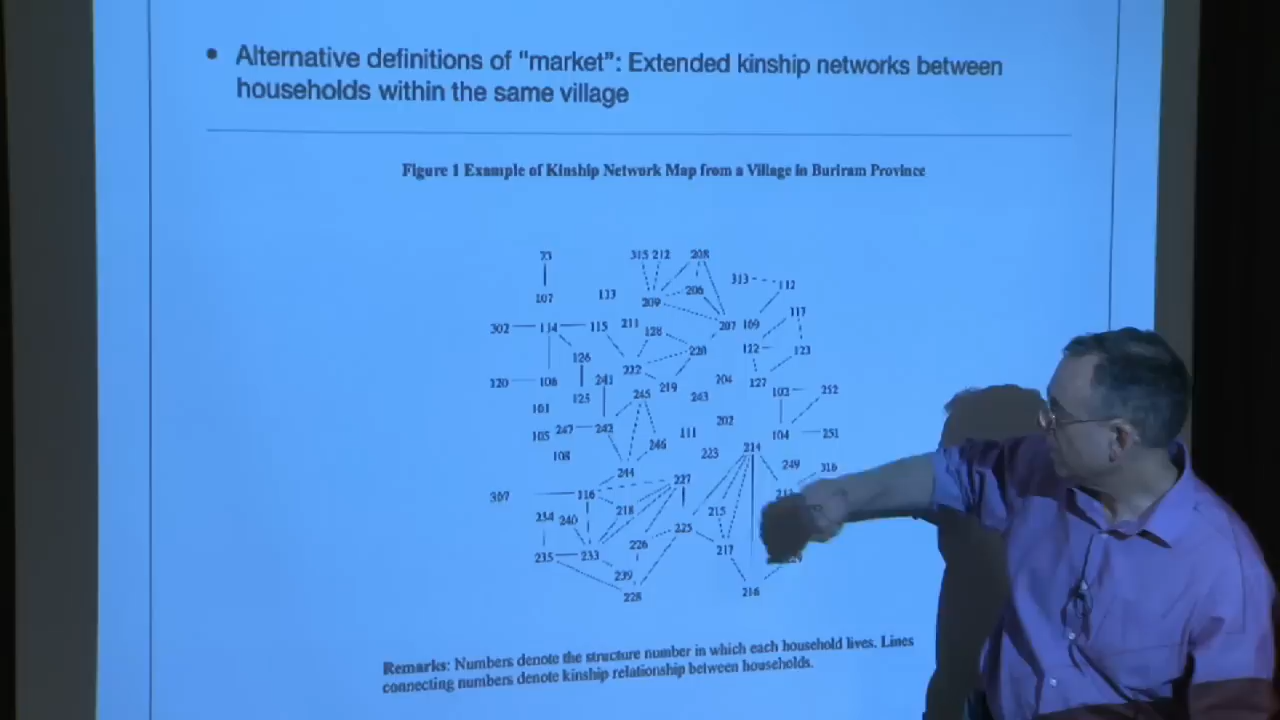 • Alternative definitions of "market": Extended kinship networks between
households within the same village
Figure 1 Example of Kinship Network Map from a Village in Buriram Province
73 315 212 208
313 112
107 133 209 206
117
302 114 115 211 128 207 169
126 232 220 122 123
120 106 241 219 204 127
125 245 243 103 252
101
105 247 242 111 202 104 251
108 246 223 214
244 227 249 316
307 116
234 240 218 215
225
235 233 226 217
239
228 216
Remarks: Numbers denote the structure number in which each household lives. Lines
connecting numbers denote kinship relationship between households.